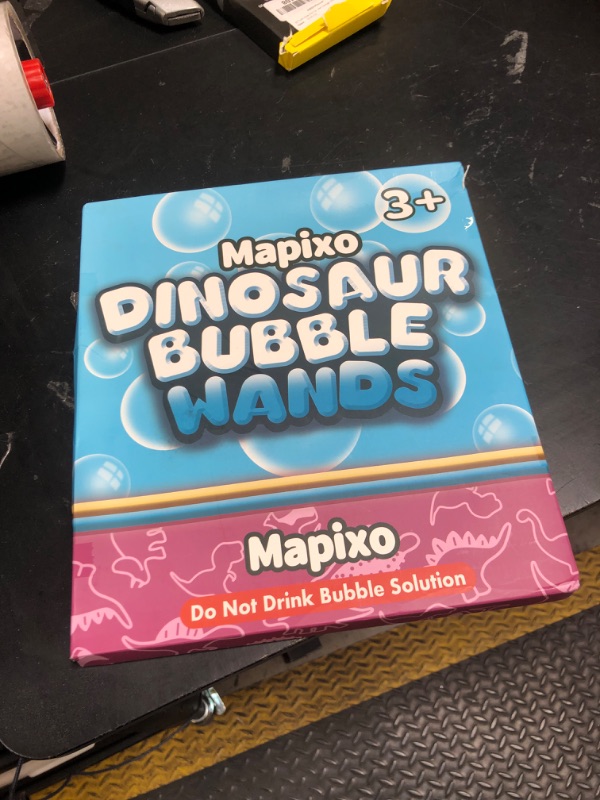 3+
Mapixo
DINOSAUR
BUBBLE
WANDS
Mapixo
Do Not Drink Bubble Solution